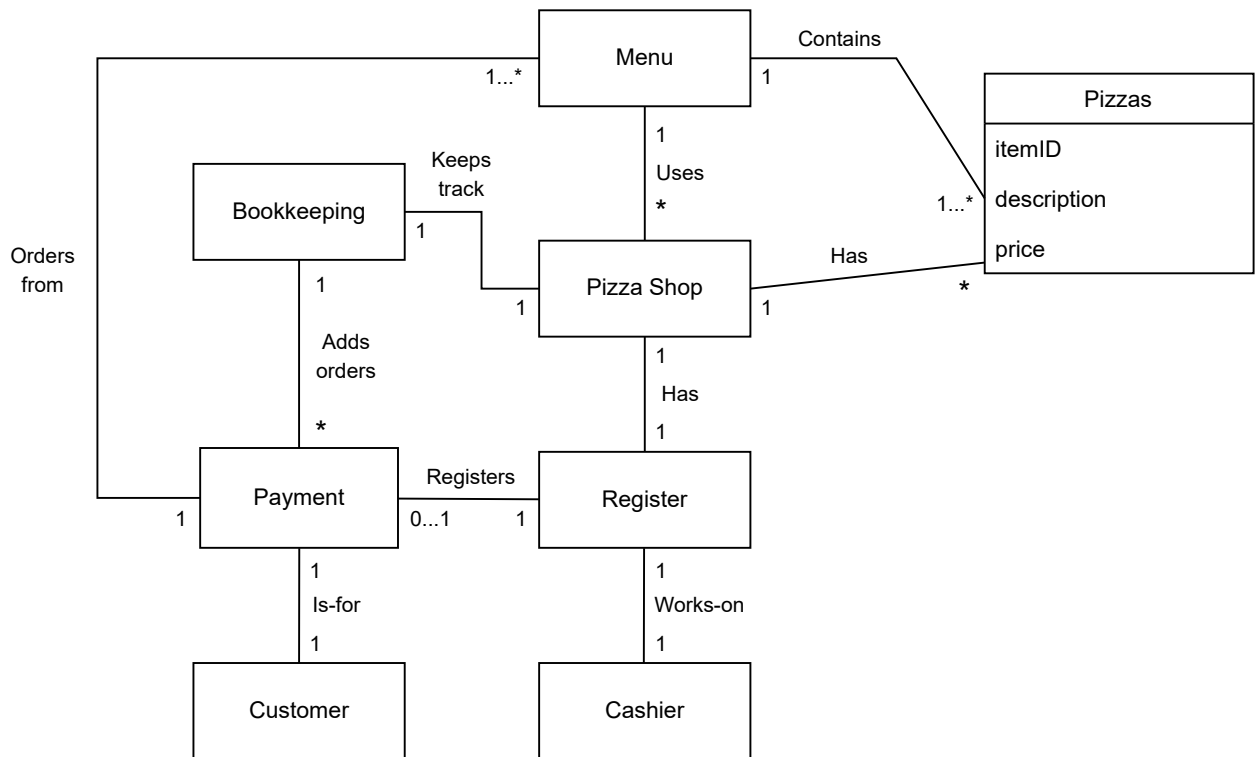 Contains
Menu
1...*
1
Pizzas
1
itemID
Keeps
track
Uses
description
1...*
*
Bookkeeping
1
Orders
from
Has
price
1
Pizza Shop
*
1
1
Adds
orders
1
Has
*
1
Registers
Payment
Register
1
0...1
1
1
1
Is-for
Works-on
1
1
Customer
Cashier